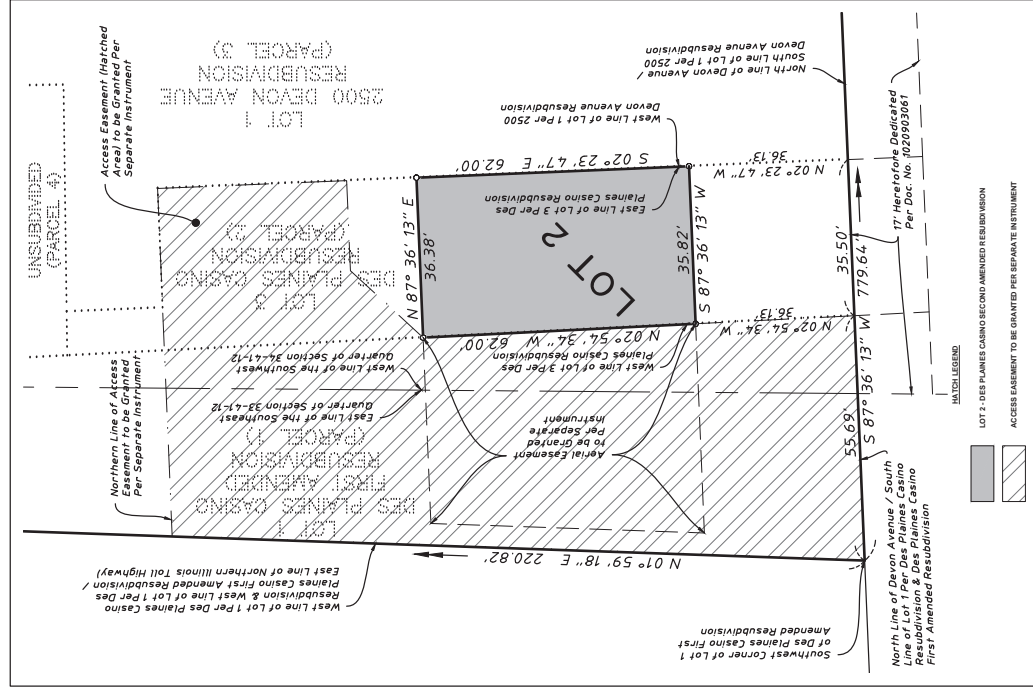 UNSUBDIVIDED
(PARCEL 4)
Access Easement (Hatched
Area) to be Granted Per
Separate Instrument
LOT 1
2500 DEVON AVENUE
RESUBDIVISION
(PARCEL 3)
North Line of Devon Avenue /
South Line of Lot 1 Per 2500
Devon Avenue Resubdivision
West Line of Lot 1 Per 2500
Devon Avenue Resubdivision
S 02° 23' 47" E 62.00'
N 02° 23' 47" W
36.13'
East Line of Lot 3 Per Des
Plaines Casino Resubdivision
N 87° 36' 13" E
36.38'
LOT 2
35.82'
S 87° 36' 13" W
LOT 3
DES PLAINES CASINO
RESUBDIVISION
(PARCEL 2)
N 02° 54' 34" W 62.00'
N 02° 54' 34" W
36.13'
West Line of Lot 3 Per Des
Plaines Casino Resubdivision
17' Heretofore Dedicated
Per Doc. No. 1020903061
35.50'
779.64'
S 87° 36' 13" W
55.69'
West Line of the Southwest
Quarter of Section 34-41-12
East Line of the Southeast
Quarter of Section 33-41-12
Northern Line of Access
Easement to be Granted
Per Separate Instrument
LOT 1
DES PLAINES CASINO
FIRST AMENDED
RESUBDIVISION
(PARCEL 1)
Aerial Easement
to be Granted
Per Separate
Instrument
N 01° 59' 18" E 220.82'
West Line of Lot 1 Per Des Plaines Casino
Resubdivision & West Line of Lot 1 Per Des
Plaines Casino First Amended Resubdivision /
East Line of Northern Illinois Toll Highway)
Southwest Corner of Lot 1
of Des Plaines Casino First
Amended Resubdivision
North Line of Devon Avenue / South
Line of Lot 1 Per Des Plaines Casino
Resubdivision & Des Plaines Casino
First Amended Resubdivision
HATCH LEGEND
LOT 2 - DES PLAINES CASINO SECOND AMENDED RESUBDIVISION
ACCESS EASEMENT TO BE GRANTED PER SEPARATE INSTRUMENT